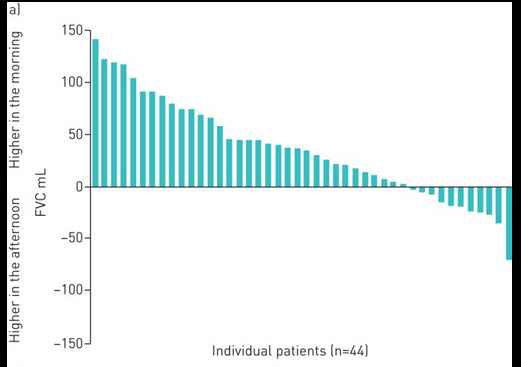 a)
Higher in the morning
Higher in the afternoon
FVC mL
150
100
50
0
−50
−100
−150
Individual patients (n=44)